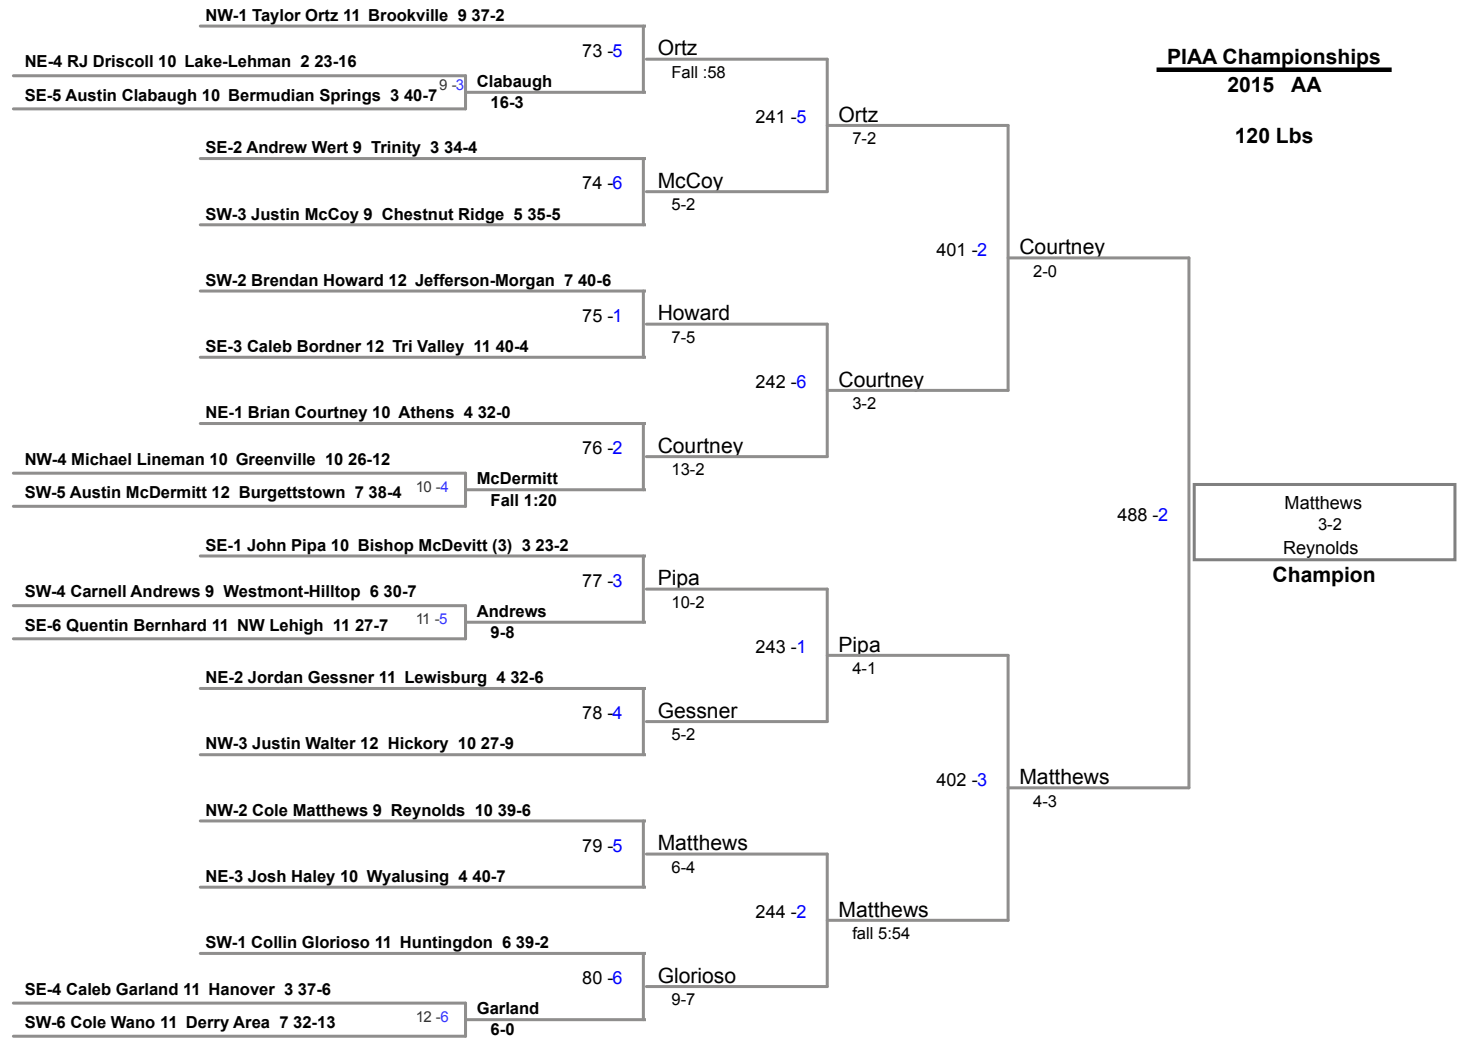 NW-1 Taylor Ortz 11 Brookville 9 37-2
73 -5 Ortz
Fall :58
PIAA Championships
2015 AA
120 Lbs
NE-4 RJ Driscoll 10 Lake-Lehman 2 23-16
9 -3 Clabaugh
16-3
SE-5 Austin Clabaugh 10 Bermudian Springs 3 40-7
241 -5 Ortz
7-2
SE-2 Andrew Wert 9 Trinity 3 34-4
74 -6 McCoy
5-2
SW-3 Justin McCoy 9 Chestnut Ridge 5 35-5
401 -2 Courtney
2-0
SW-2 Brendan Howard 12 Jefferson-Morgan 7 40-6
75 -1 Howard
7-5
SE-3 Caleb Bordner 12 Tri Valley 11 40-4
242 -6 Courtney
3-2
NE-1 Brian Courtney 10 Athens 4 32-0
76 -2 Courtney
13-2
NW-4 Michael Lineman 10 Greenville 10 26-12
10 -4 McDermitt
Fall 1:20
SW-5 Austin McDermitt 12 Burgettstown 7 38-4
488 -2 Matthews
3-2
Reynolds
Champion
SE-1 John Pipa 10 Bishop McDevitt (3) 3 23-2
77 -3 Pipa
10-2
SW-4 Carnell Andrews 9 Westmont-Hilltop 6 30-7
11 -5 Andrews
9-8
SE-6 Quentin Bernhard 11 NW Lehigh 11 27-7
243 -1 Pipa
4-1
NE-2 Jordan Gessner 11 Lewisburg 4 32-6
78 -4 Gessner
5-2
NW-3 Justin Walter 12 Hickory 10 27-9
402 -3 Matthews
4-3
NW-2 Cole Matthews 9 Reynolds 10 39-6
79 -5 Matthews
6-4
NE-3 Josh Haley 10 Wyalusing 4 40-7
244 -2 Matthews
fall 5:54
SW-1 Collin Glorioso 11 Huntingdon 6 39-2
80 -6 Glorioso
9-7
SE-4 Caleb Garland 11 Hanover 3 37-6
12 -6 Garland
6-0
SW-6 Cole Wano 11 Derry Area 7 32-13